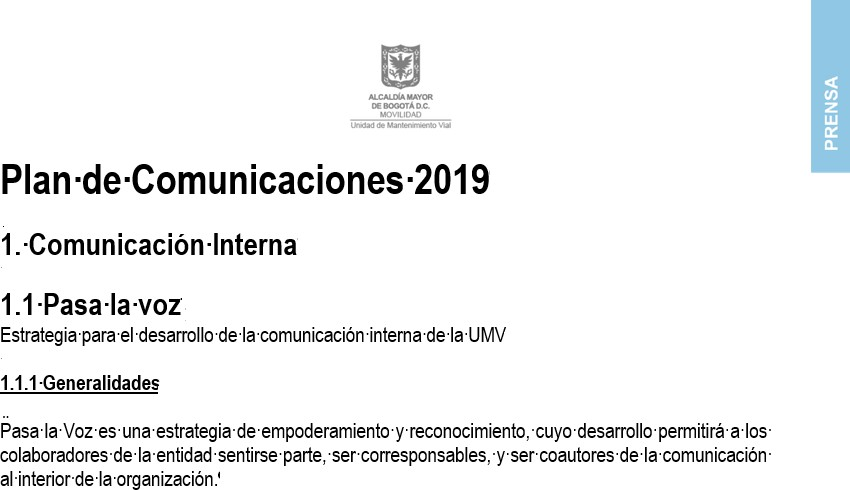 ALCALDÍA MAYOR
DE BOGOTÁ D.C.
MOVILIDAD
Unidad de Mantenimiento Vial
PRENSA
Plan de Comunicaciones 2019
1. Comunicación Interna
1.1 Pasa la voz
Estrategia para el desarrollo de la comunicación interna de la UMV
1.1.1 Generalidades
Pasa la Voz es una estrategia de empoderamiento y reconocimiento, cuyo desarrollo permitirá a los
colaboradores de la entidad sentirse parte, ser corresponsables, y ser coautores de la comunicación
al interior de la organización.